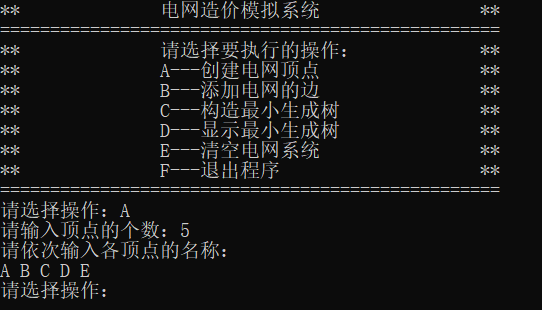 ** 电网造价模拟系统 **
==================================================
** 请选择要执行的操作: **
** A---创建电网顶点 **
** B---添加电网的边 **
** C---构造最小生成树 **
** D---显示最小生成树 **
** E---清空电网系统 **
** F---退出程序 **
==================================================
请选择操作: A
请输入顶点的个数: 5
请依次输入各顶点的名称:
A B C D E
请选择操作: